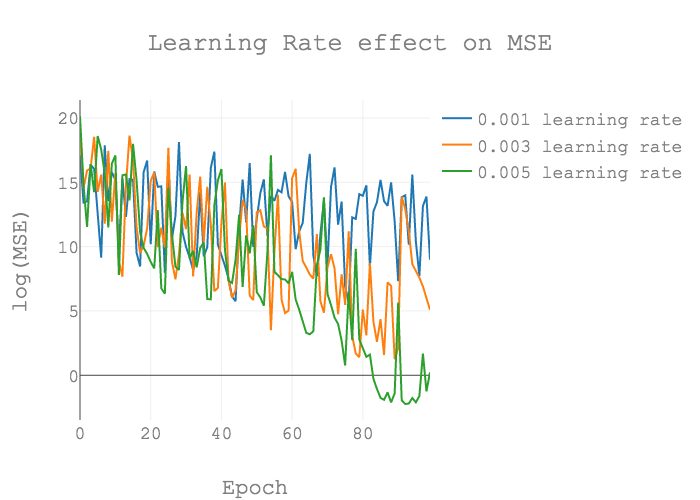 Learning Rate effect on MSE
0.001 learning rate
0.003 learning rate
0.005 learning rate
20
15
10
5
0
log(MSE)
0
20
40
60
80
Epoch